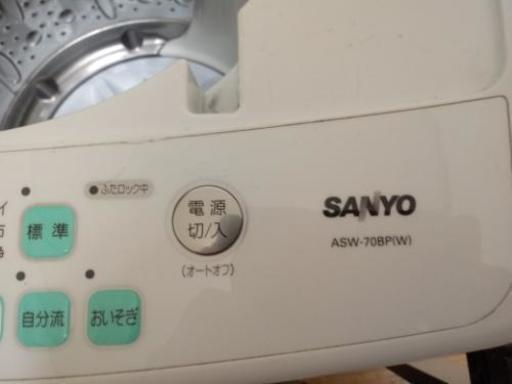 ふたロック中
標準
電源
切/入
(オートオフ)
SANYO
ASW-70BP(W)
自分流
おいそぎ